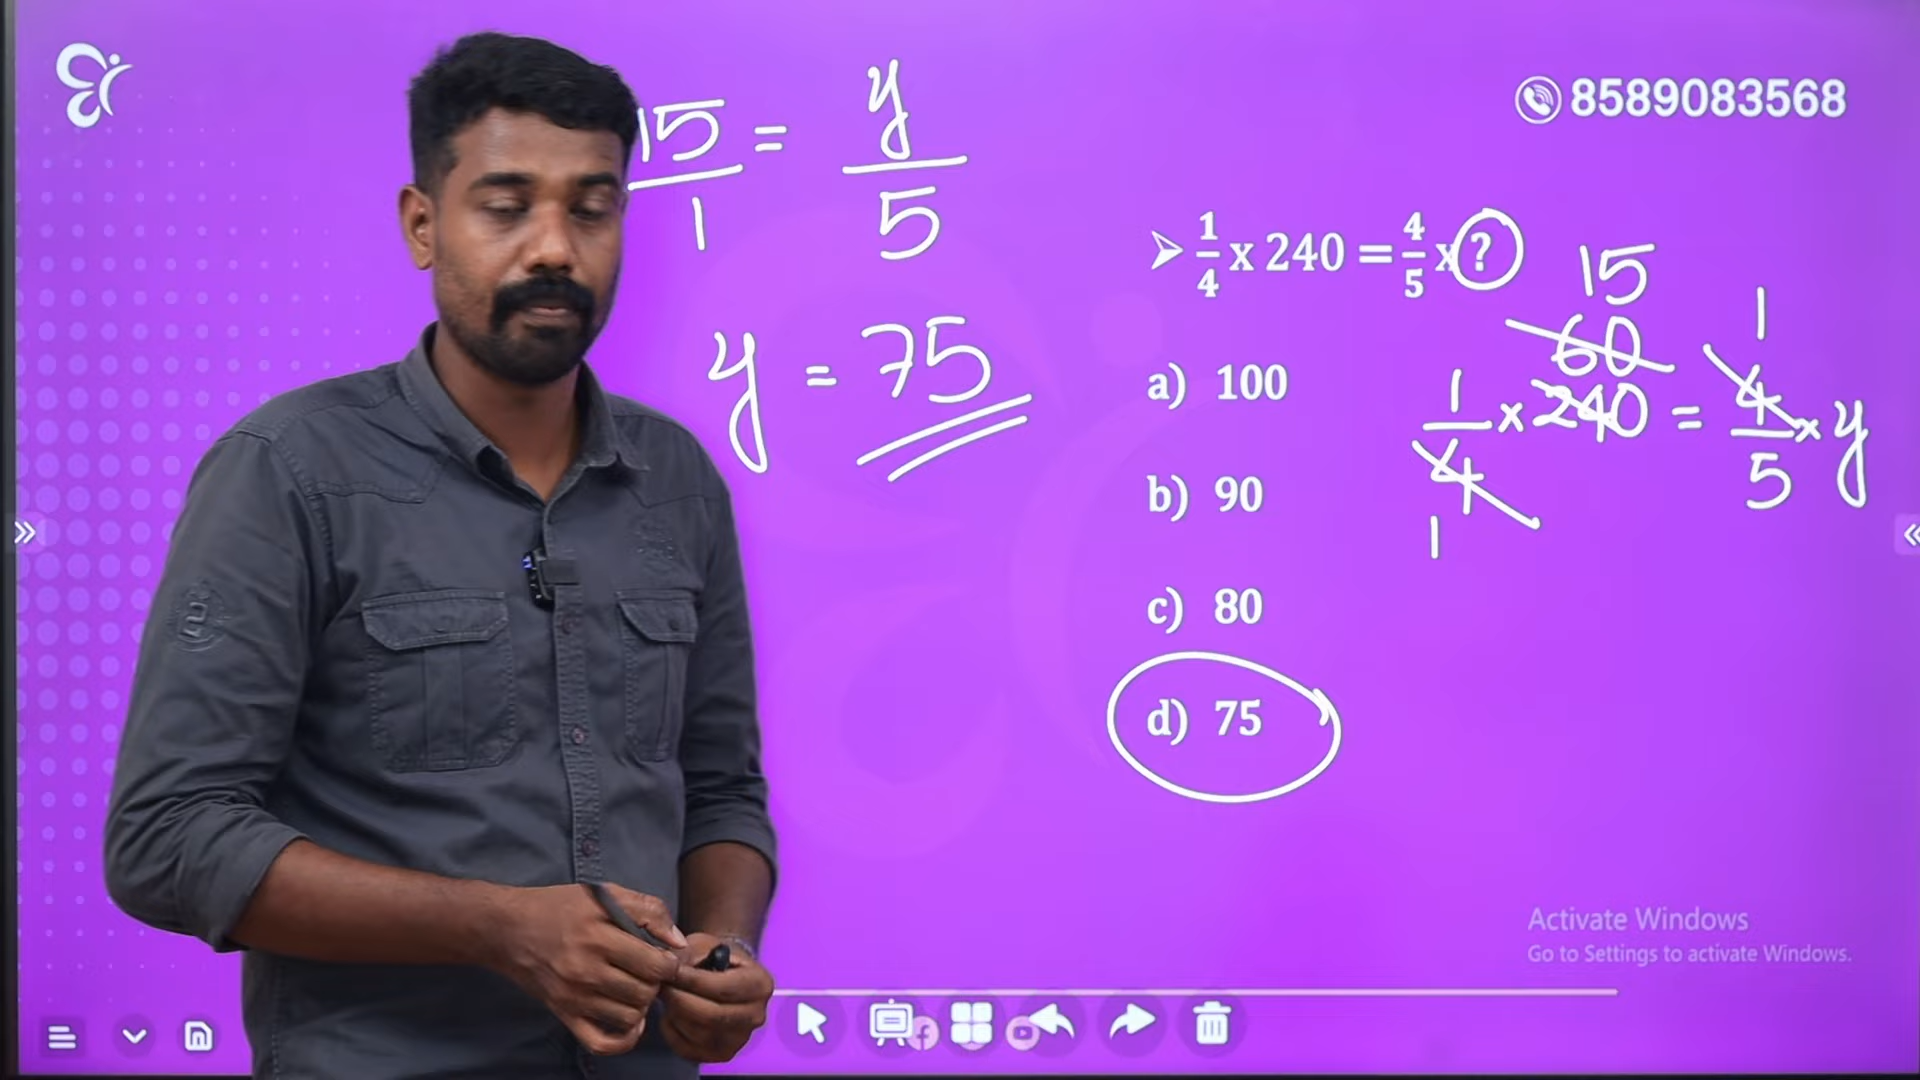 8589083568
15/1 = y/5
y = 75
➢ 1/4 x 240 = 4/5 x ?
a) 100
b) 90
c) 80
d) 75
15
60 1
1/4 x 240 = 4/5 x y
1
Activate Windows
Go to Settings to activate Windows.